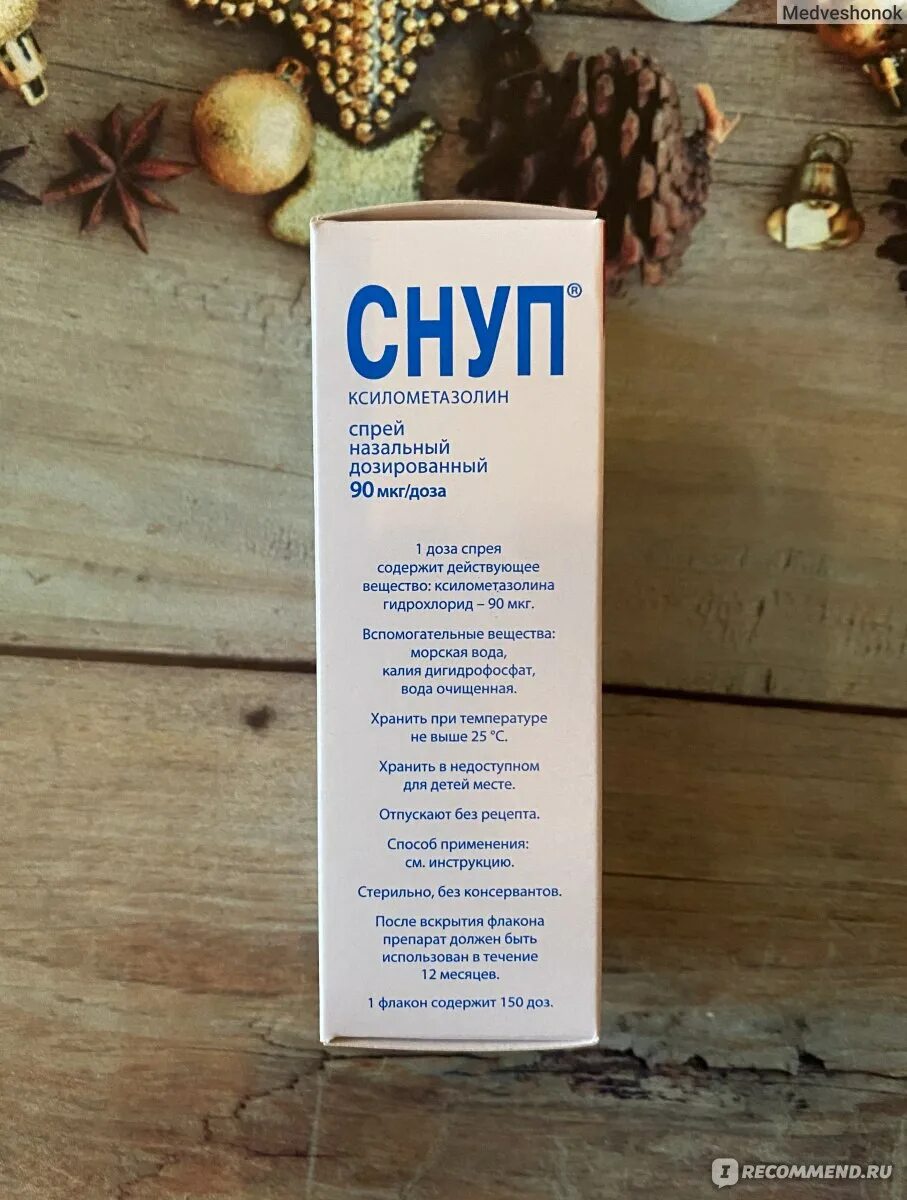 Medveshonok
СНУП®
КСИЛОМЕТАЗОЛИН
спрей
назальный
дозированный
90 мкг/доза
1 доза спрея
содержит действующее
вещество: ксилометазолина
гидрохлорид – 90 мкг.
Вспомогательные вещества:
морская вода,
калия дигидрофосфат,
вода очищенная.
Хранить при температуре
не выше 25 °C.
Хранить в недоступном
для детей месте.
Отпускают без рецепта.
Способ применения:
см. инструкцию.
Стерильно, без консервантов.
После вскрытия флакона
препарат должен быть
использован в течение
12 месяцев.
1 флакон содержит 150 доз.
IRECOMMEND.RU